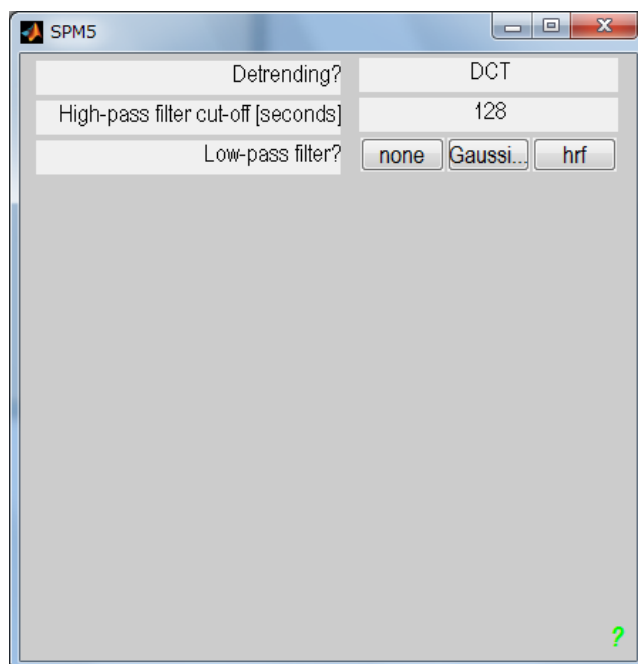 SPM5
Detrending? DCT
High-pass filter cut-off [seconds] 128
Low-pass filter? none Gaussi... hrf
?